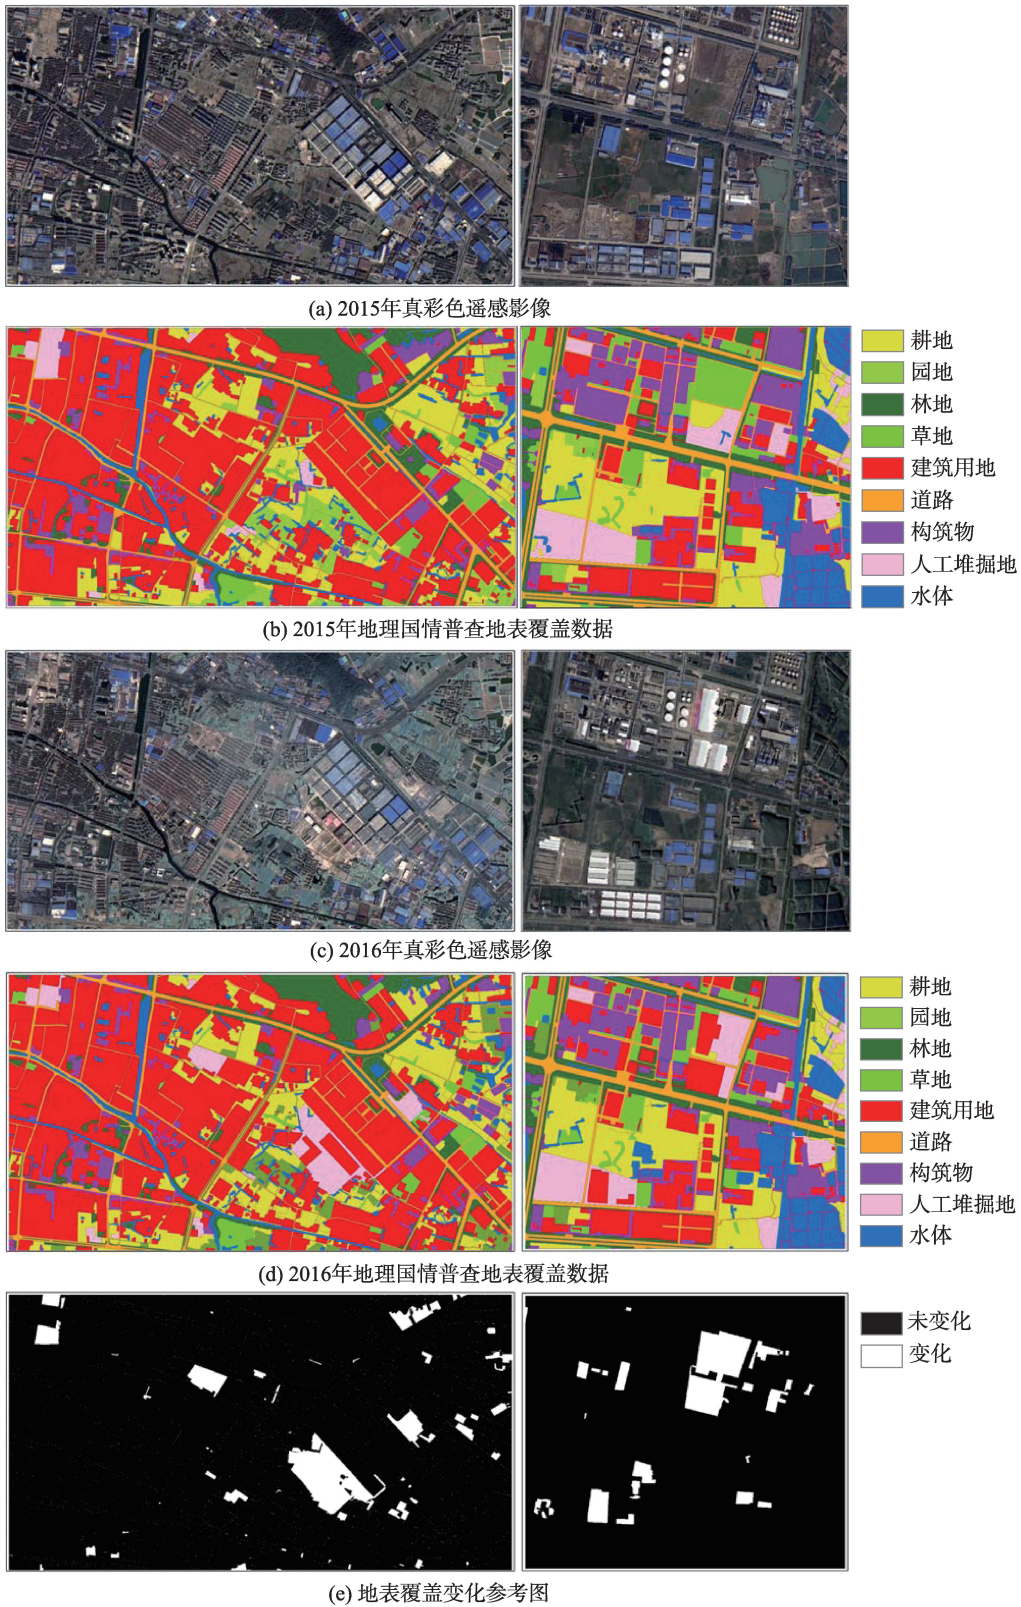 (a) 2015年真彩色遥感影像
耕地
园地
林地
草地
建筑用地
道路
构筑物
人工堆掘地
水体
(b) 2015年地理国情普查地表覆盖数据
(c) 2016年真彩色遥感影像
耕地
园地
林地
草地
建筑用地
道路
构筑物
人工堆掘地
水体
(d) 2016年地理国情普查地表覆盖数据
未变化
变化
(e) 地表覆盖变化参考图